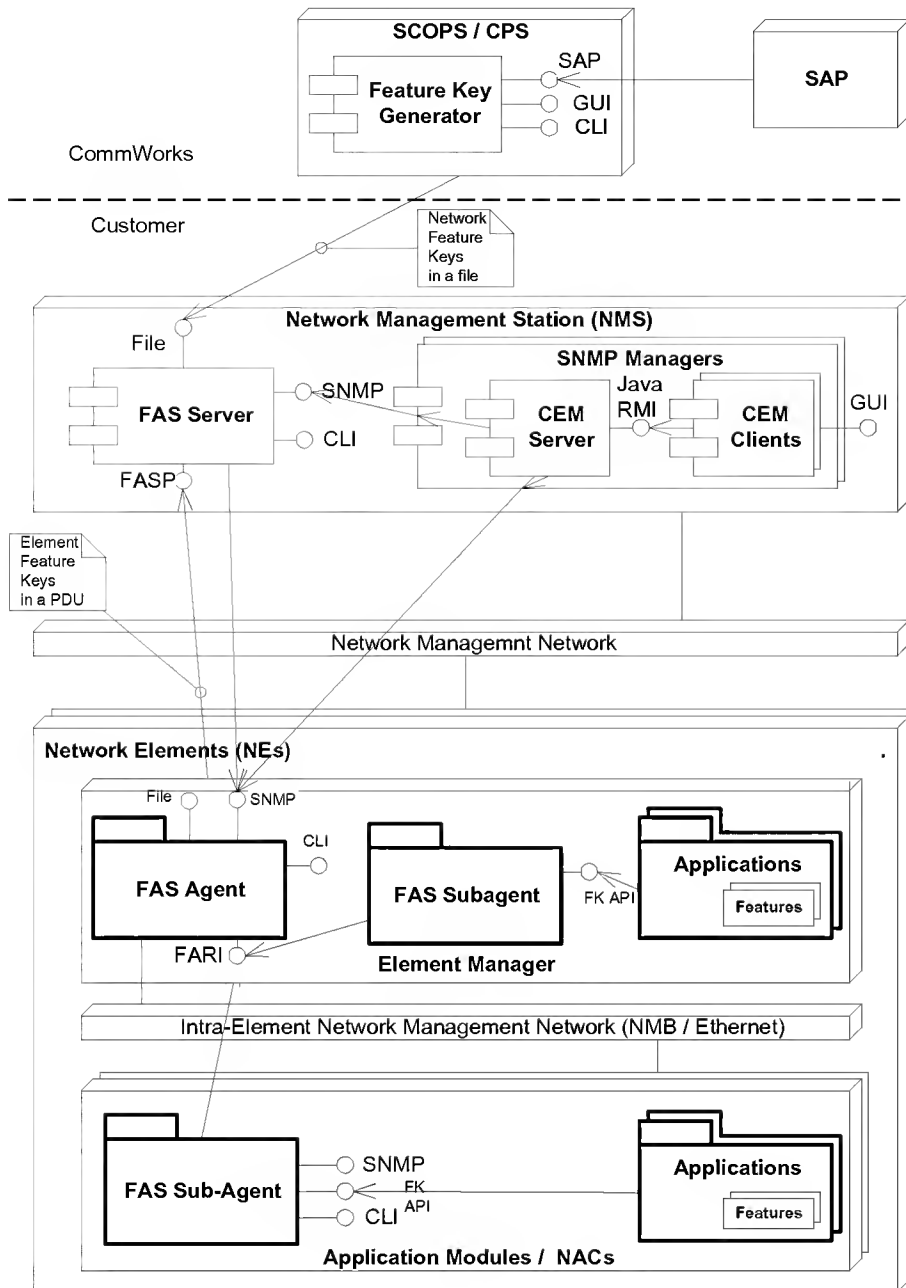 SCOPS / CPS
SAP
Feature Key
Generator
GUI
CLI
SAP
CommWorks
Customer
Network
Feature
Keys
in a file
Network Management Station (NMS)
File
SNMP Managers
FAS Server
SNMP
CLI
FASP
CEM
Server
Java
RMI
CEM
Clients
GUI
Element
Feature
Keys
in a PDU
Network Managemnt Network
Network Elements (NEs)
File
SNMP
FAS Agent
CLI
FAS Subagent
FK API
Applications
Features
FARI
Element Manager
Intra-Element Network Management Network (NMB / Ethernet)
FAS Sub-Agent
SNMP
FK
API
CLI
Applications
Features
Application Modules / NACs